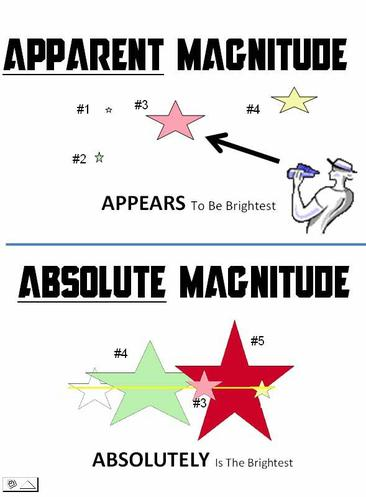 APPARENT MAGNITUDE
#1
#3
#4
#2
APPEARS To Be Brightest
ABSOLUTE MAGNITUDE
#5
#4
#3
ABSOLUTELY Is The Brightest